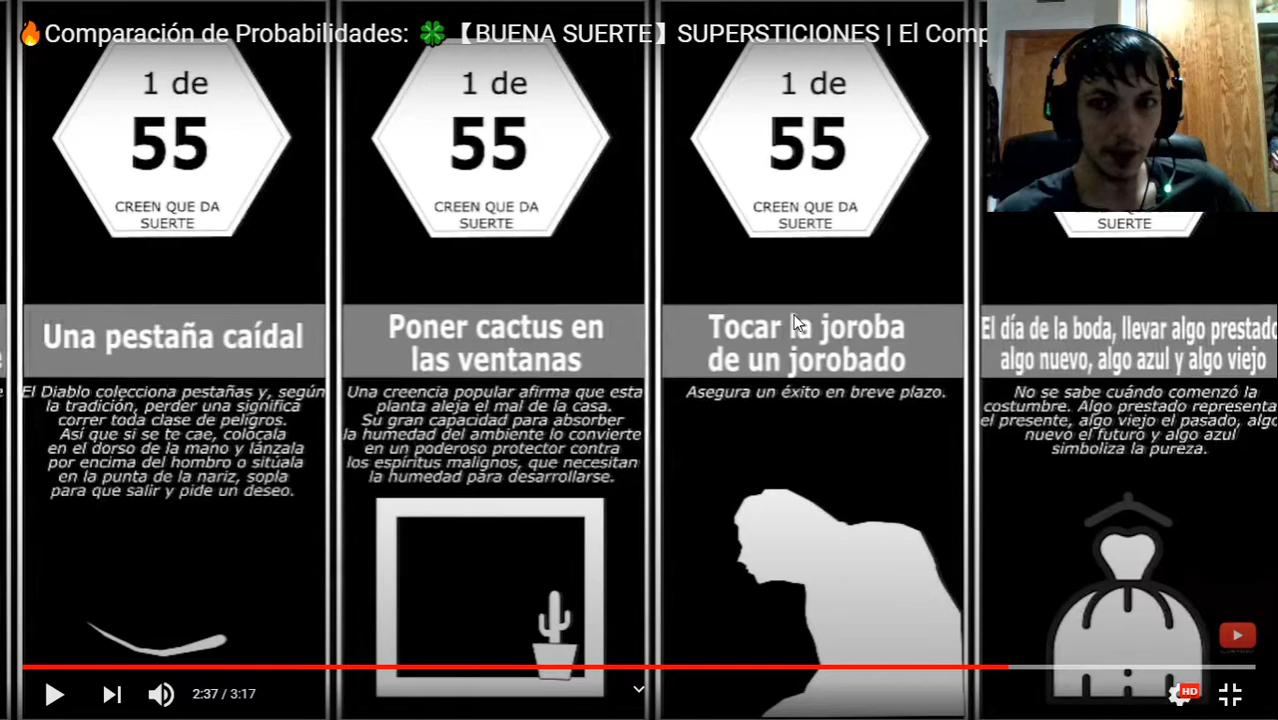 🔥Comparación de Probabilidades: 🍀【BUENA SUERTE】SUPERSTICIONES | El Comp
1 de
55
CREEN QUE DA
SUERTE
Una pestaña caídal
El Diablo colecciona pestañas y, según
la tradición, perder una significa
correr toda clase de peligros.
Así que si se te cae, colócala
en el dorso de la mano y lánzala
por encima del hombro o sitúala
en la punta de la nariz, sopla
para que salir y pide un deseo.
1 de
55
CREEN QUE DA
SUERTE
Poner cactus en
las ventanas
Una creencia popular afirma que esta
planta aleja el mal de la casa.
Su gran capacidad para absorber
la humedad del ambiente lo convierte
en un poderoso protector contra
los espíritus malignos, que necesitan
la humedad para desarrollarse.
1 de
55
CREEN QUE DA
SUERTE
Tocar la joroba
de un jorobado
Asegura un éxito en breve plazo.
SUERTE
El día de la boda, llevar algo prestado
algo nuevo, algo azul y algo viejo
No se sabe cuándo comenzó la
costumbre. Algo prestado representa
el presente, algo viejo el pasado, algo
nuevo el futuro y algo azul
simboliza la pureza.
2:37 / 3:17
HD